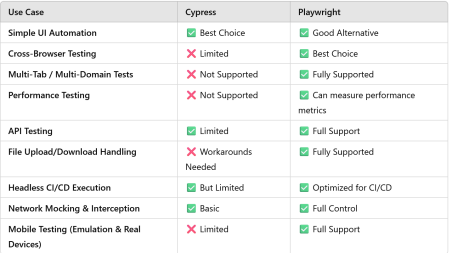 Use Case Cypress Playwright
Simple UI Automation ✅ Best Choice ✅ Good Alternative
Cross-Browser Testing ❌ Limited ✅ Best Choice
Multi-Tab / Multi-Domain Tests ❌ Not Supported ✅ Fully Supported
Performance Testing ❌ Not Supported ✅ Can measure performance
metrics
API Testing ✅ Limited ✅ Full Support
File Upload/Download Handling ❌ Workarounds ✅ Fully Supported
Needed
Headless CI/CD Execution ✅ But Limited ✅ Optimized for CI/CD
Network Mocking & Interception ✅ Basic ✅ Full Control
Mobile Testing (Emulation & Real ❌ Limited ✅ Full Support
Devices)